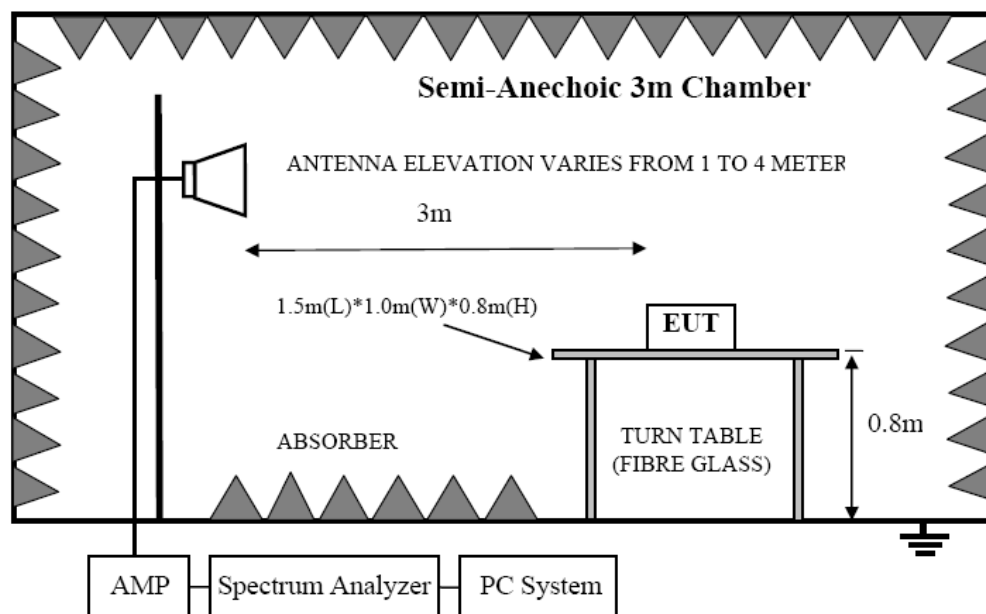 Semi-Anechoic 3m Chamber
ANTENNA ELEVATION VARIES FROM 1 TO 4 METER
3m
1.5m(L)*1.0m(W)*0.8m(H)
EUT
ABSORBER
TURN TABLE
(FIBRE GLASS)
0.8m
AMP
Spectrum Analyzer
PC System